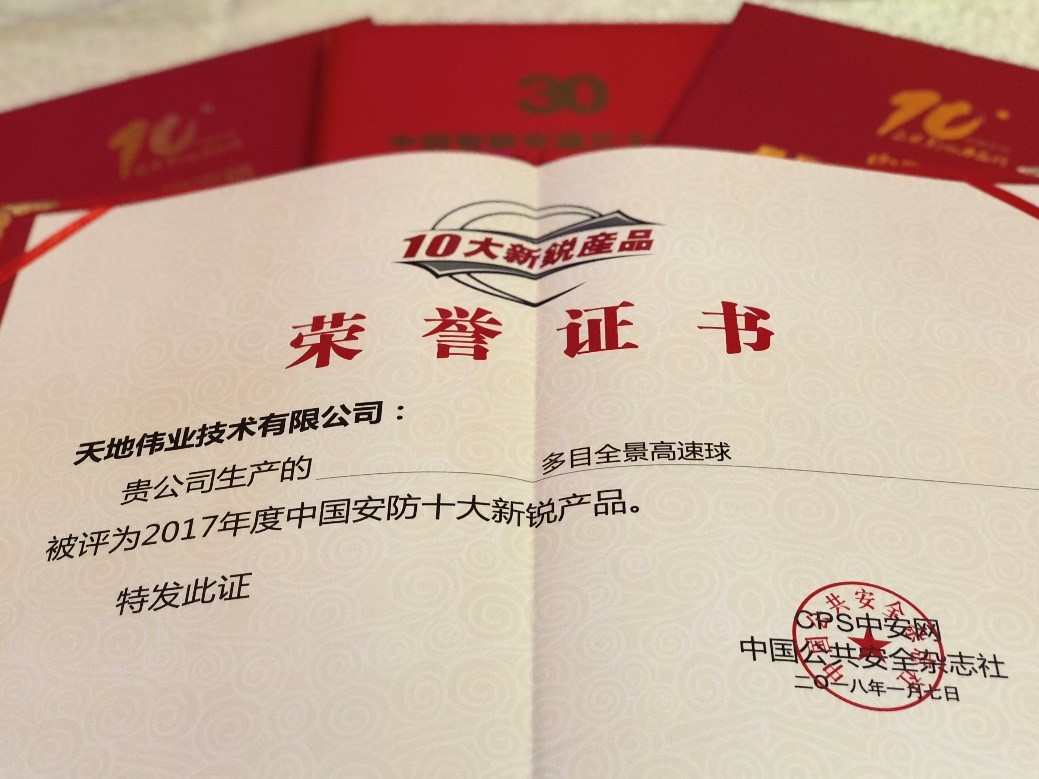 30
10大新锐産品
荣誉证书
天地伟业技术有限公司：
贵公司生产的 多目全景高速球
被评为2017年度中国安防十大新锐产品。
特发此证
CPS中安网
中国公共安全杂志社
二〇一八年一月七日